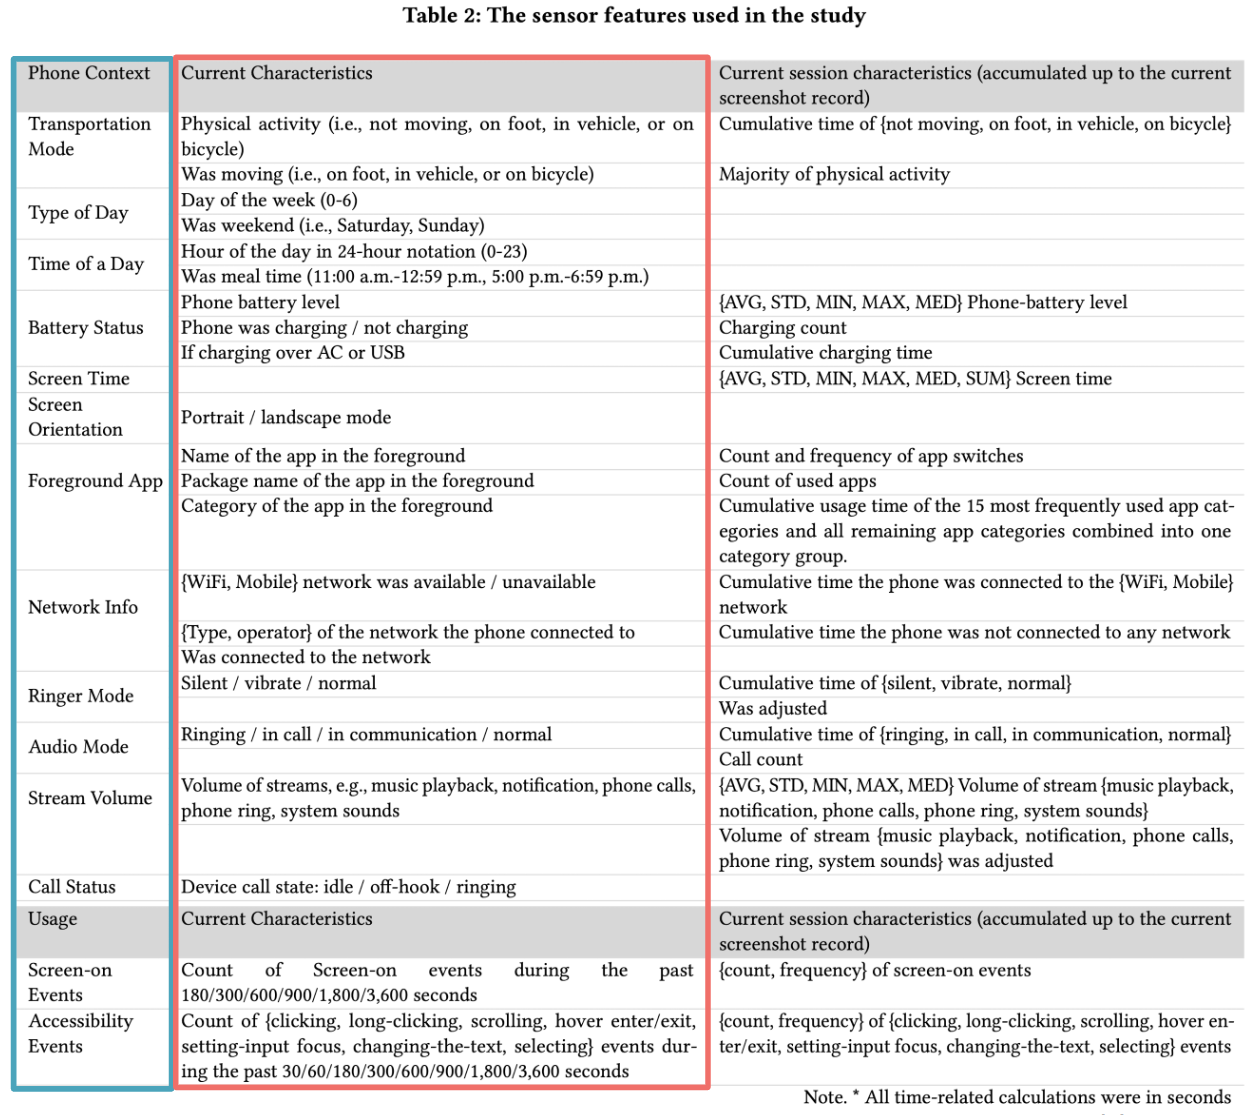 Table 2: The sensor features used in the study
Phone Context
Current Characteristics
Current session characteristics (accumulated up to the current
screenshot record)
Transportation
Mode
Physical activity (i.e., not moving, on foot, in vehicle, or on
bicycle)
Cumulative time of {not moving, on foot, in vehicle, on bicycle}
Was moving (i.e., on foot, in vehicle, or on bicycle)
Majority of physical activity
Type of Day
Day of the week (0-6)
Was weekend (i.e., Saturday, Sunday)
Time of a Day
Hour of the day in 24-hour notation (0-23)
Was meal time (11:00 a.m.-12:59 p.m., 5:00 p.m.-6:59 p.m.)
Battery Status
Phone battery level
{AVG, STD, MIN, MAX, MED} Phone-battery level
Phone was charging / not charging
Charging count
If charging over AC or USB
Cumulative charging time
Screen Time
{AVG, STD, MIN, MAX, MED, SUM} Screen time
Screen
Orientation
Portrait / landscape mode
Foreground App
Name of the app in the foreground
Count and frequency of app switches
Package name of the app in the foreground
Count of used apps
Category of the app in the foreground
Cumulative usage time of the 15 most frequently used app cat-
egories and all remaining app categories combined into one
category group.
Network Info
{WiFi, Mobile} network was available / unavailable
Cumulative time the phone was connected to the {WiFi, Mobile}
network
{Type, operator} of the network the phone connected to
Cumulative time the phone was not connected to any network
Was connected to the network
Ringer Mode
Silent / vibrate / normal
Cumulative time of {silent, vibrate, normal}
Was adjusted
Audio Mode
Ringing / in call / in communication / normal
Cumulative time of {ringing, in call, in communication, normal}
Call count
Stream Volume
Volume of streams, e.g., music playback, notification, phone calls,
phone ring, system sounds
{AVG, STD, MIN, MAX, MED} Volume of stream {music playback,
notification, phone calls, phone ring, system sounds}
Volume of stream {music playback, notification, phone calls,
phone ring, system sounds} was adjusted
Call Status
Device call state: idle / off-hook / ringing
Usage
Current Characteristics
Current session characteristics (accumulated up to the current
screenshot record)
Screen-on
Events
Count of Screen-on events during the past
180/300/600/900/1,800/3,600 seconds
{count, frequency} of screen-on events
Accessibility
Events
Count of {clicking, long-clicking, scrolling, hover enter/exit,
setting-input focus, changing-the-text, selecting} events dur-
ing the past 30/60/180/300/600/900/1,800/3,600 seconds
{count, frequency} of {clicking, long-clicking, scrolling, hover en-
ter/exit, setting-input focus, changing-the-text, selecting} events
Note. * All time-related calculations were in seconds